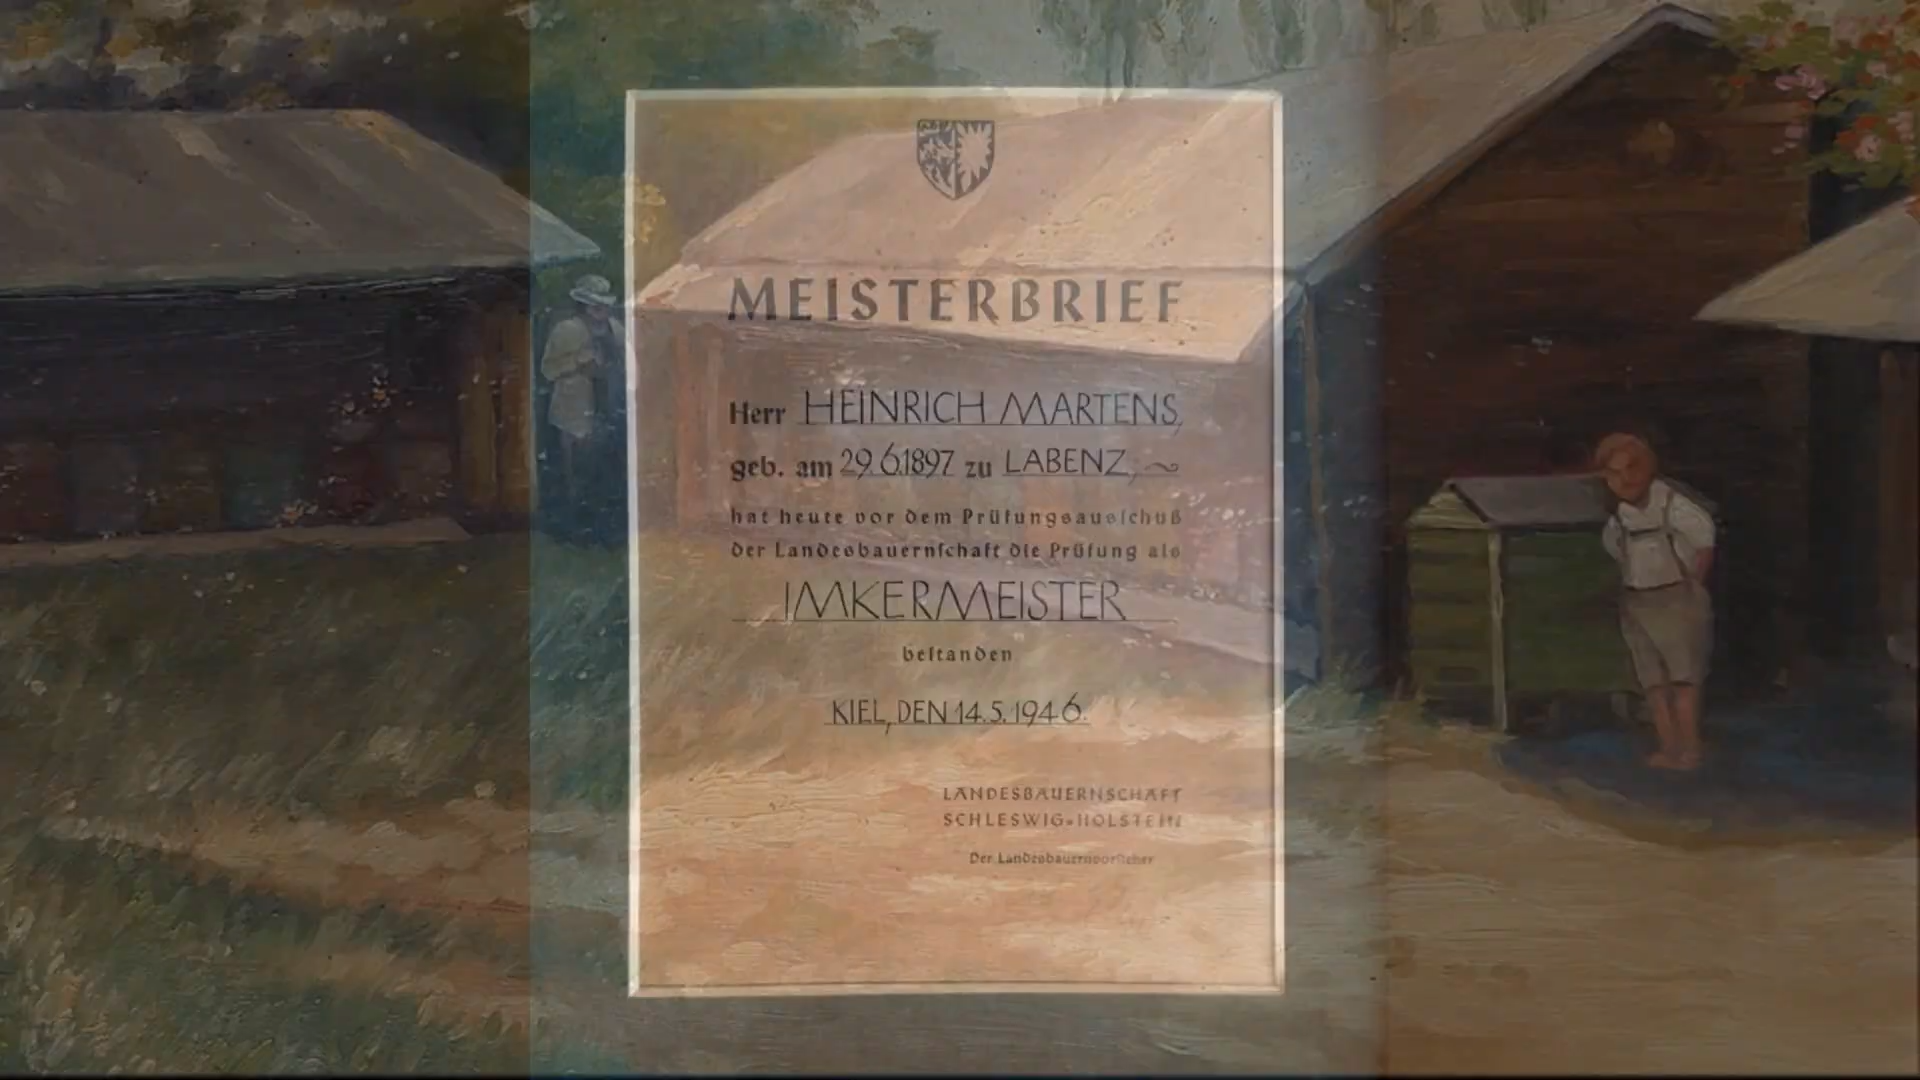 MEISTERBRIEF
Herr HEINRICH MARTENS,
geb. am 29.6.1897 zu LABENZ,
hat heute vor dem Prüfungsausschuß
der Landesbauernschaft die Prüfung als
IMKERMEISTER
bestanden
KIEL, DEN 14.5.1946.
LANDESBAUERNSCHAFT
SCHLESWIG-HOLSTEIN
Der Landesbauernvorsteher